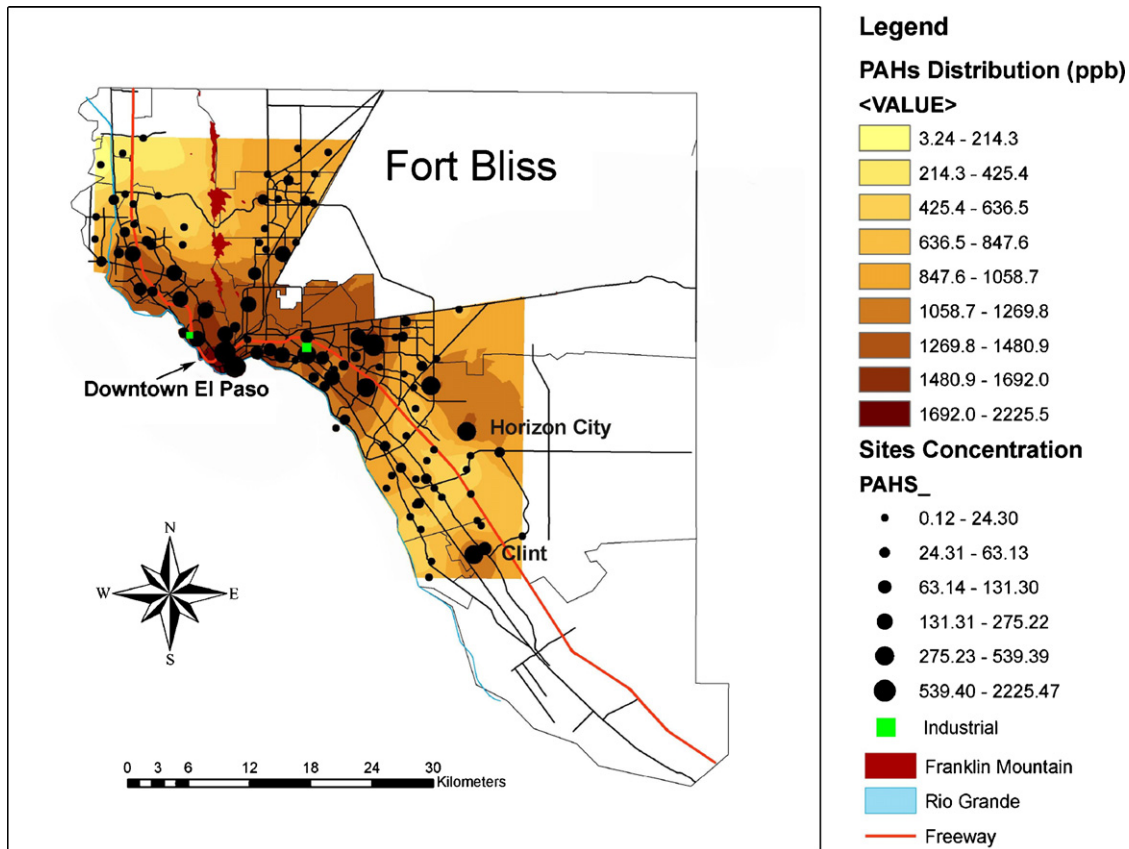 Fort Bliss
Downtown El Paso
Horizon City
Clint
N
W E
S
0 3 6 12 18 24 30
Kilometers
Legend
PAHs Distribution (ppb)
<VALUE>
3.24 - 214.3
214.3 - 425.4
425.4 - 636.5
636.5 - 847.6
847.6 - 1058.7
1058.7 - 1269.8
1269.8 - 1480.9
1480.9 - 1692.0
1692.0 - 2225.5
Sites Concentration
PAHS_
0.12 - 24.30
24.31 - 63.13
63.14 - 131.30
131.31 - 275.22
275.23 - 539.39
539.40 - 2225.47
Industrial
Franklin Mountain
Rio Grande
Freeway